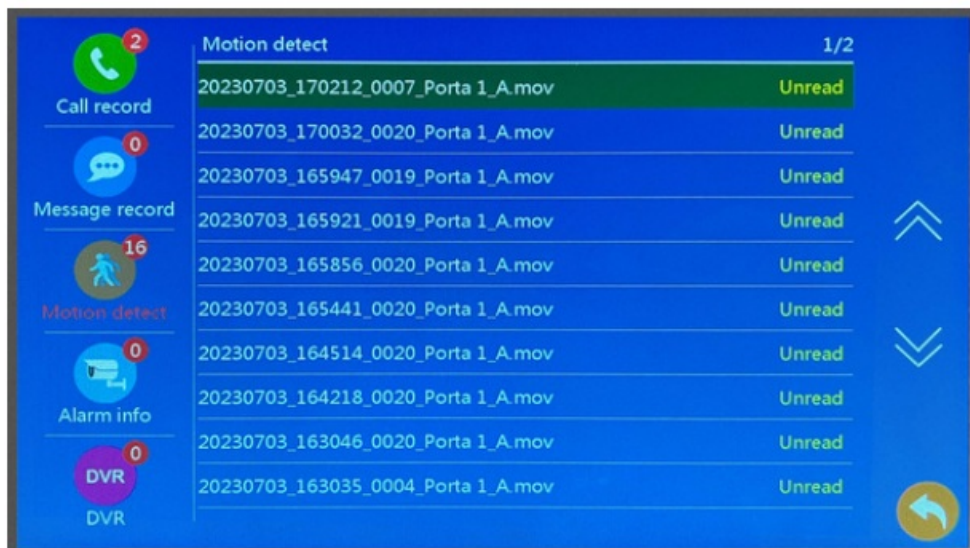 2
Call record
0
Message record
16
Motion detect
0
Alarm info
0
DVR
DVR
Motion detect 1/2
20230703_170212_0007_Porta 1_A.mov Unread
20230703_170032_0020_Porta 1_A.mov Unread
20230703_165947_0019_Porta 1_A.mov Unread
20230703_165921_0019_Porta 1_A.mov Unread
20230703_165856_0020_Porta 1_A.mov Unread
20230703_165441_0020_Porta 1_A.mov Unread
20230703_164514_0020_Porta 1_A.mov Unread
20230703_164218_0020_Porta 1_A.mov Unread
20230703_163046_0020_Porta 1_A.mov Unread
20230703_163035_0004_Porta 1_A.mov Unread